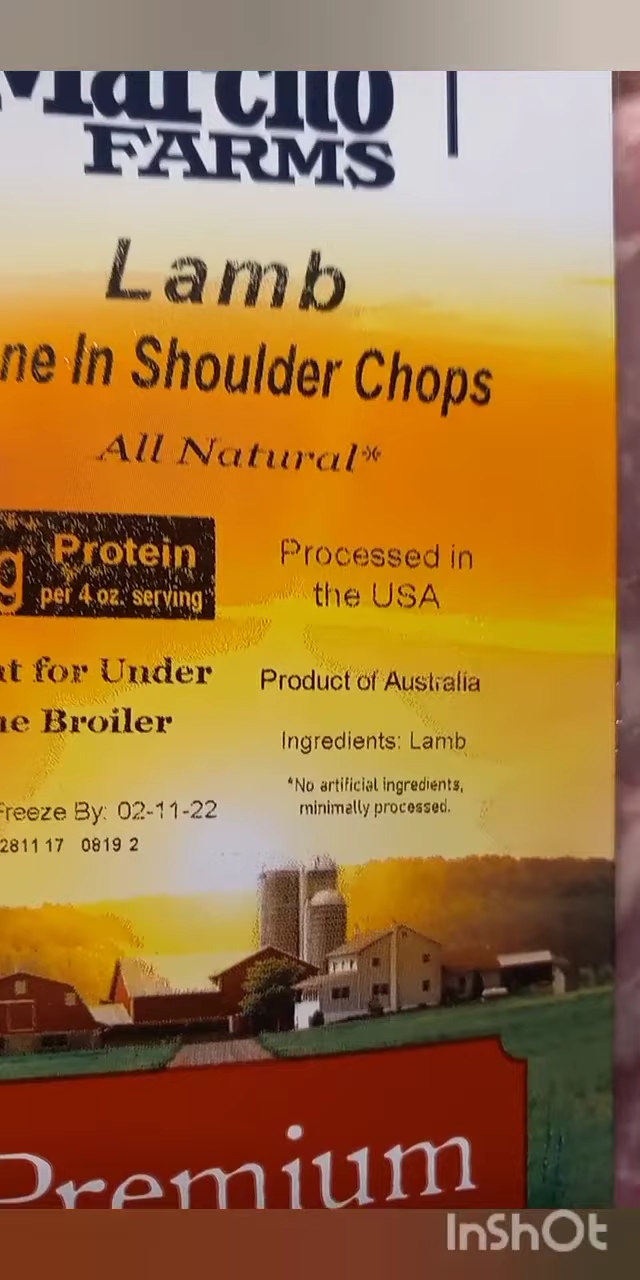 Marcho
FARMS
Lamb
ne In Shoulder Chops
All Natural*
g Protein
per 4 oz. serving
Processed in
the USA
t for Under
e Broiler
Product of Australia
Ingredients: Lamb
*No artificial ingredients,
minimally processed.
Freeze By: 02-11-22
2811 17 0819 2
Premium
InShOt